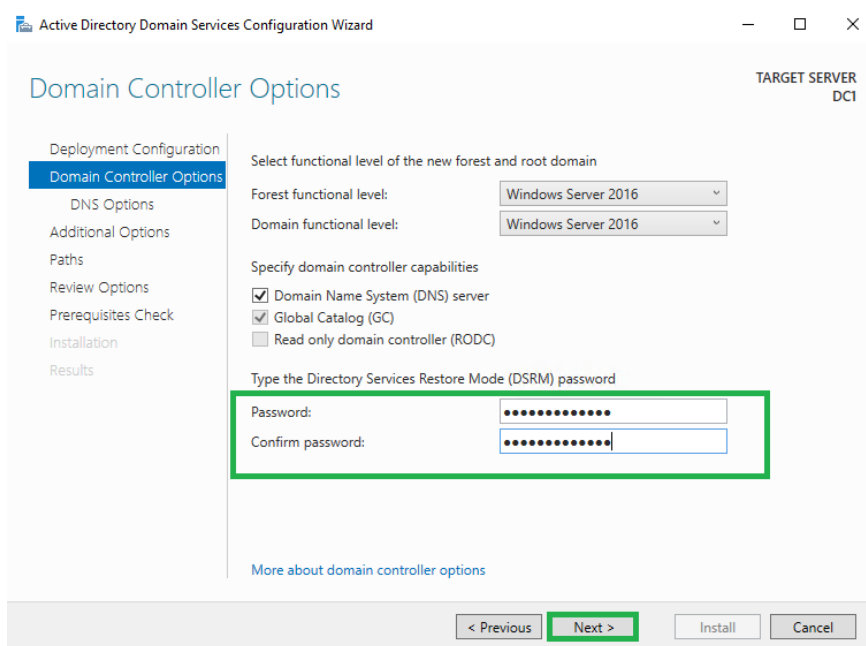 Active Directory Domain Services Configuration Wizard
Domain Controller Options
TARGET SERVER
DC1
Deployment Configuration
Domain Controller Options
DNS Options
Additional Options
Paths
Review Options
Prerequisites Check
Installation
Results
Select functional level of the new forest and root domain
Forest functional level: Windows Server 2016
Domain functional level: Windows Server 2016
Specify domain controller capabilities
Domain Name System (DNS) server
Global Catalog (GC)
Read only domain controller (RODC)
Type the Directory Services Restore Mode (DSRM) password
Password: •••••••••••••
Confirm password: •••••••••••••
More about domain controller options
< Previous Next > Install Cancel